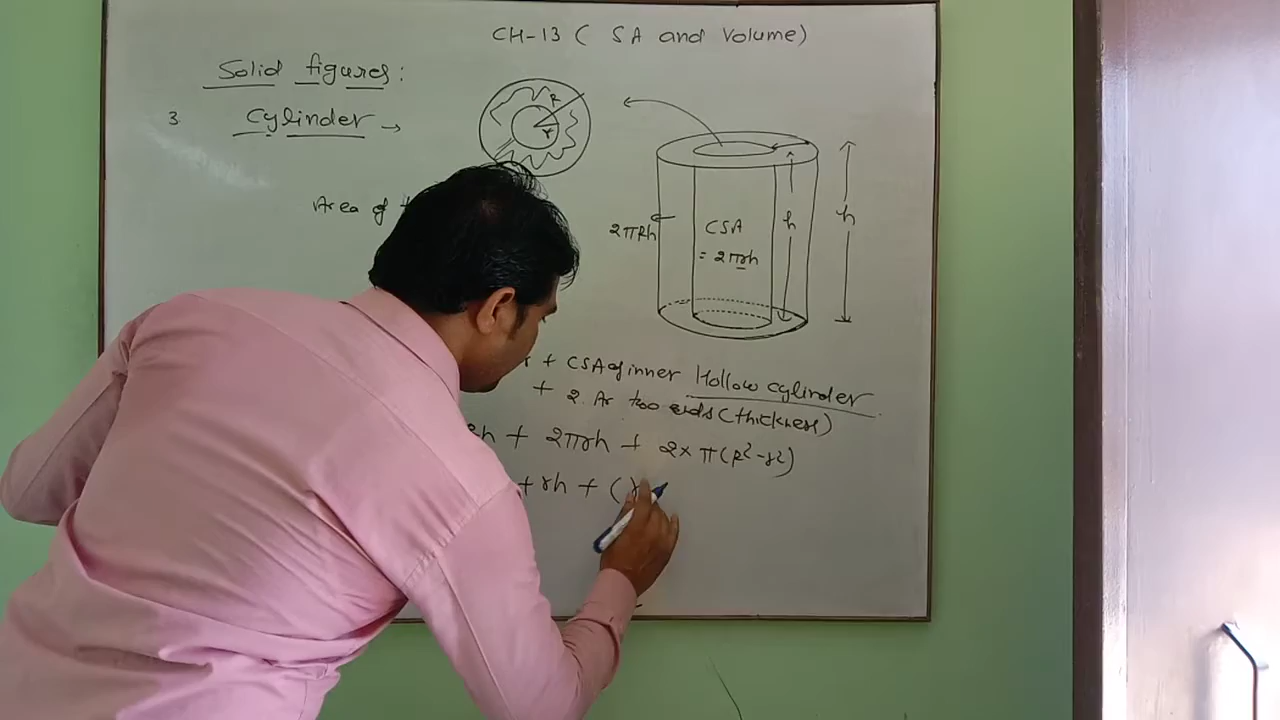 CH-13 ( SA and Volume)
Solid figures:
3. Cylinder →
R
r
Area of
2πRh
CSA
= 2πrh
h
h
+ CSA of inner Hollow cylinder
+ 2. Ar two ends (thickness)
h + 2πrh + 2×π(R²-r²)
+ rh + (